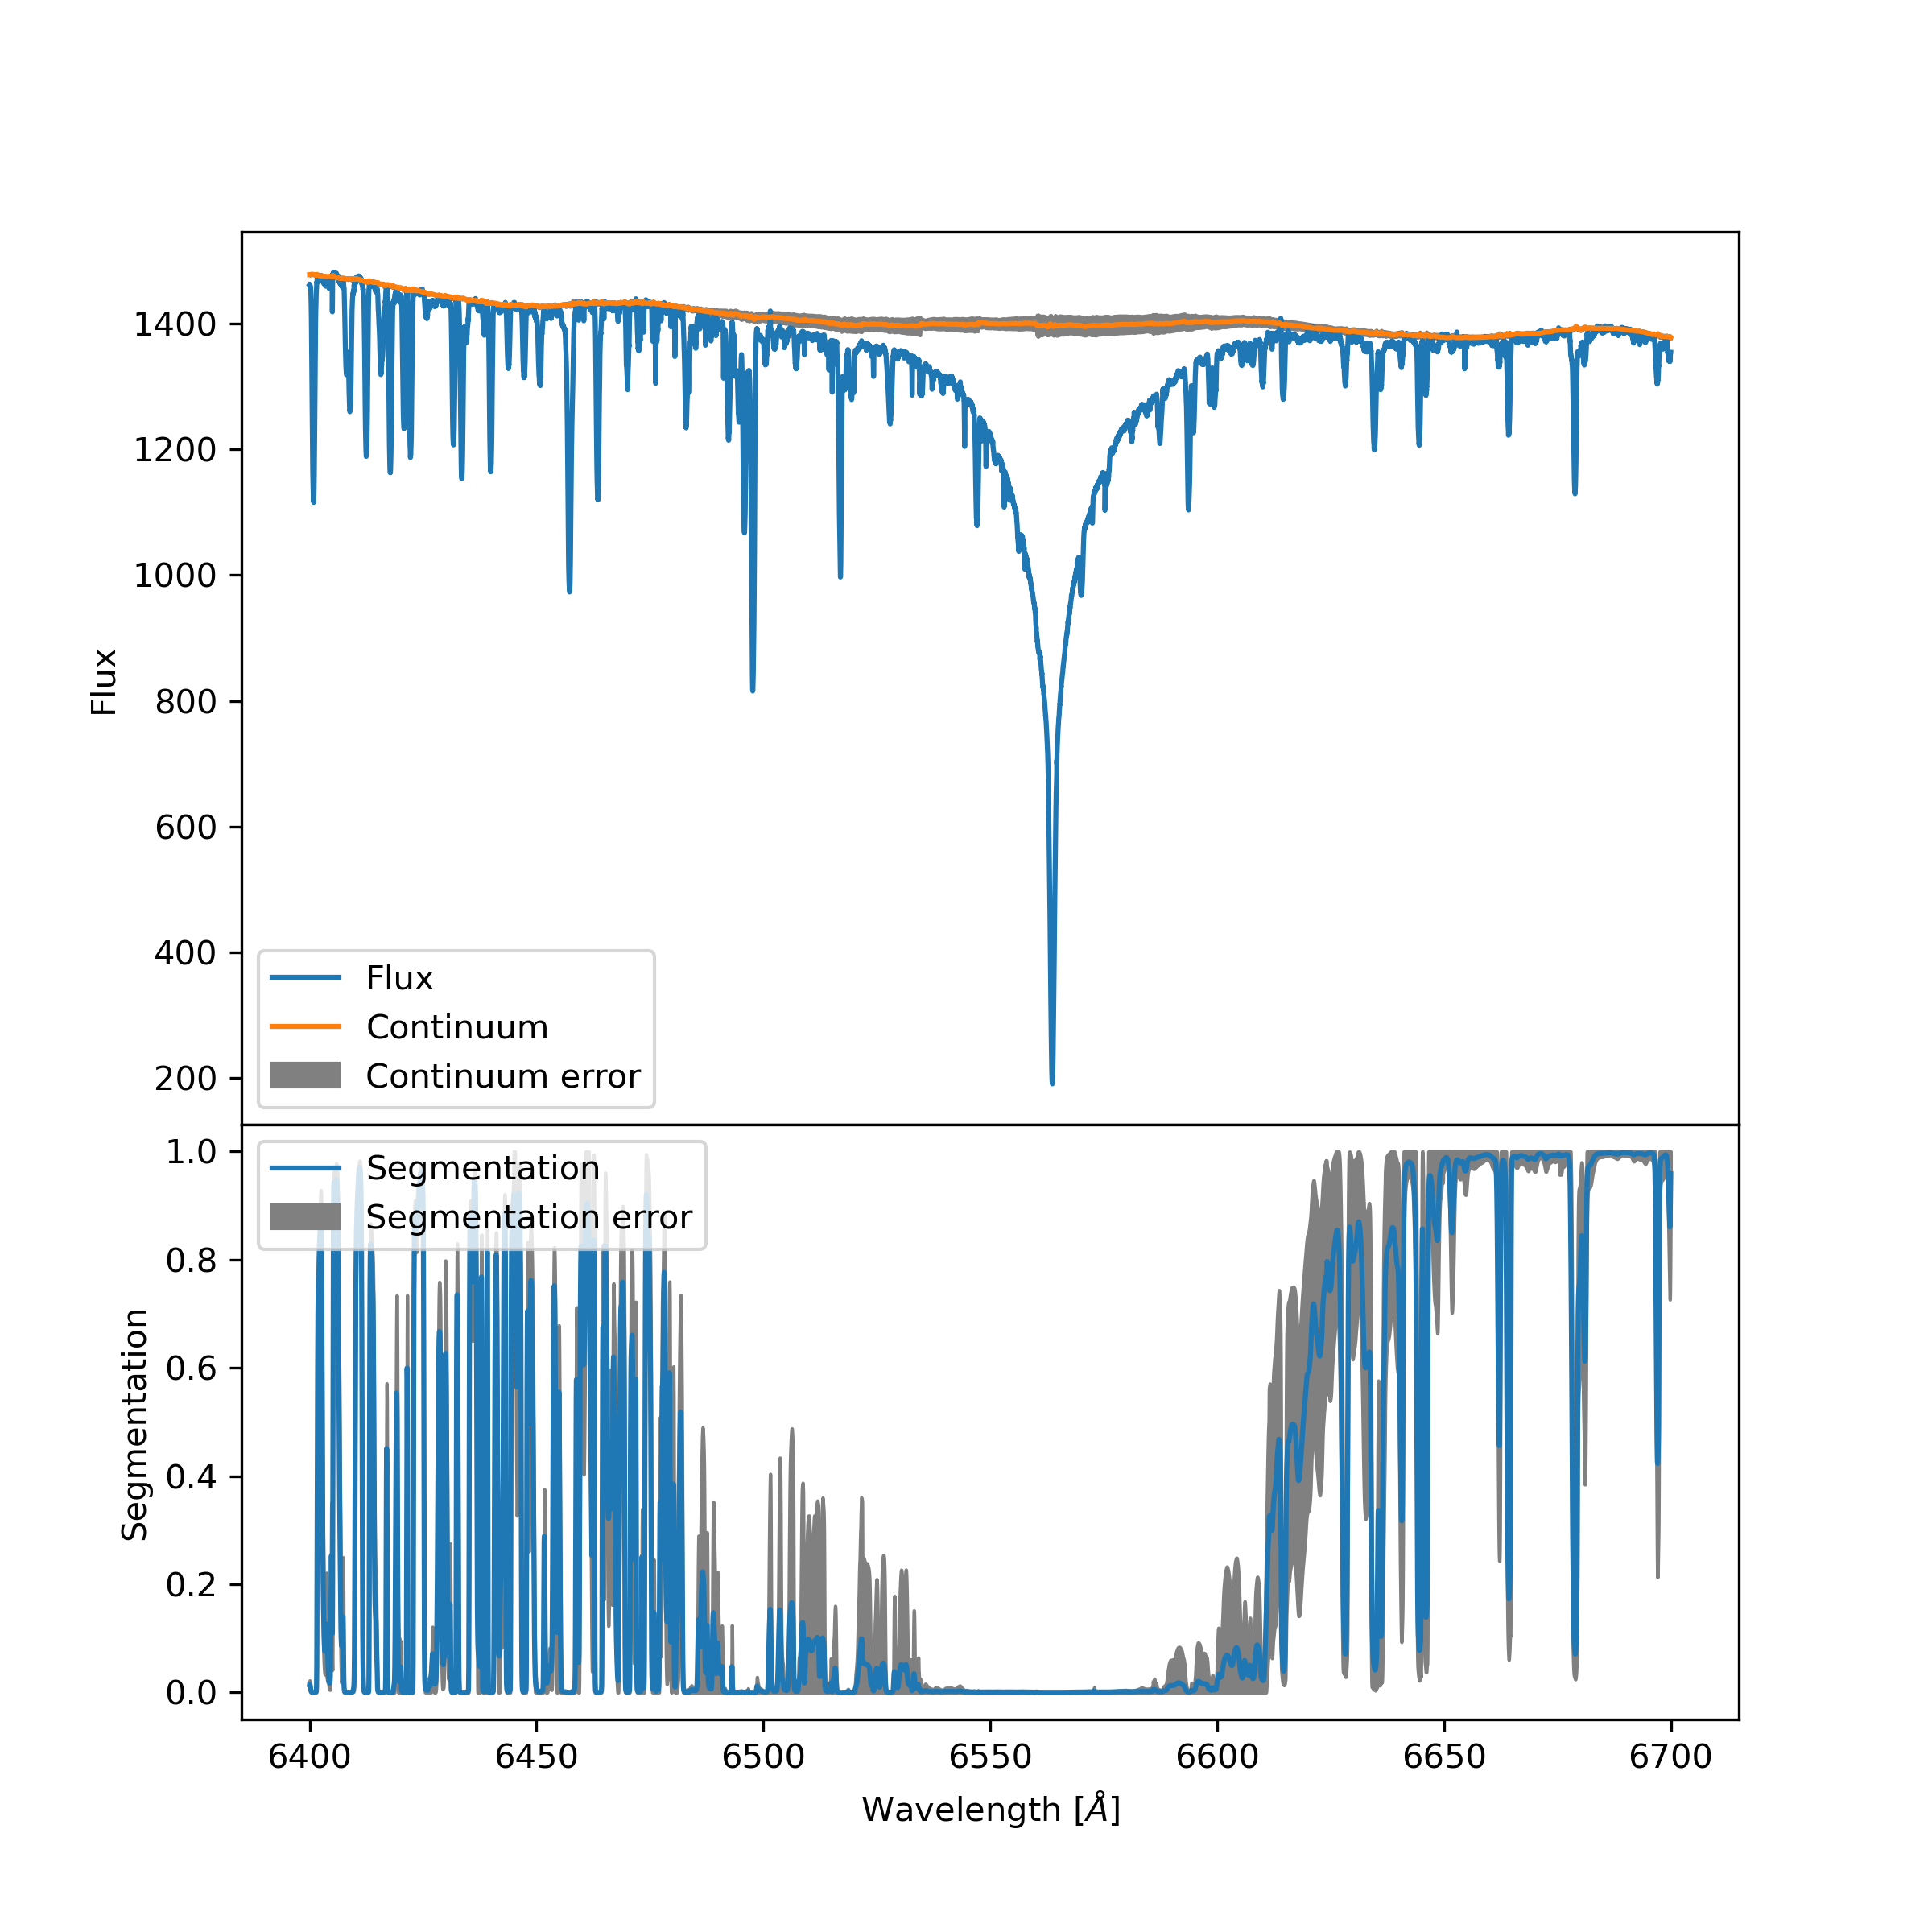 1400
1200
1000
800
600
400
200
Flux
Flux
Continuum
Continuum error
1.0
0.8
0.6
0.4
0.2
0.0
Segmentation
Segmentation
Segmentation error
6400 6450 6500 6550 6600 6650 6700
Wavelength [Å]